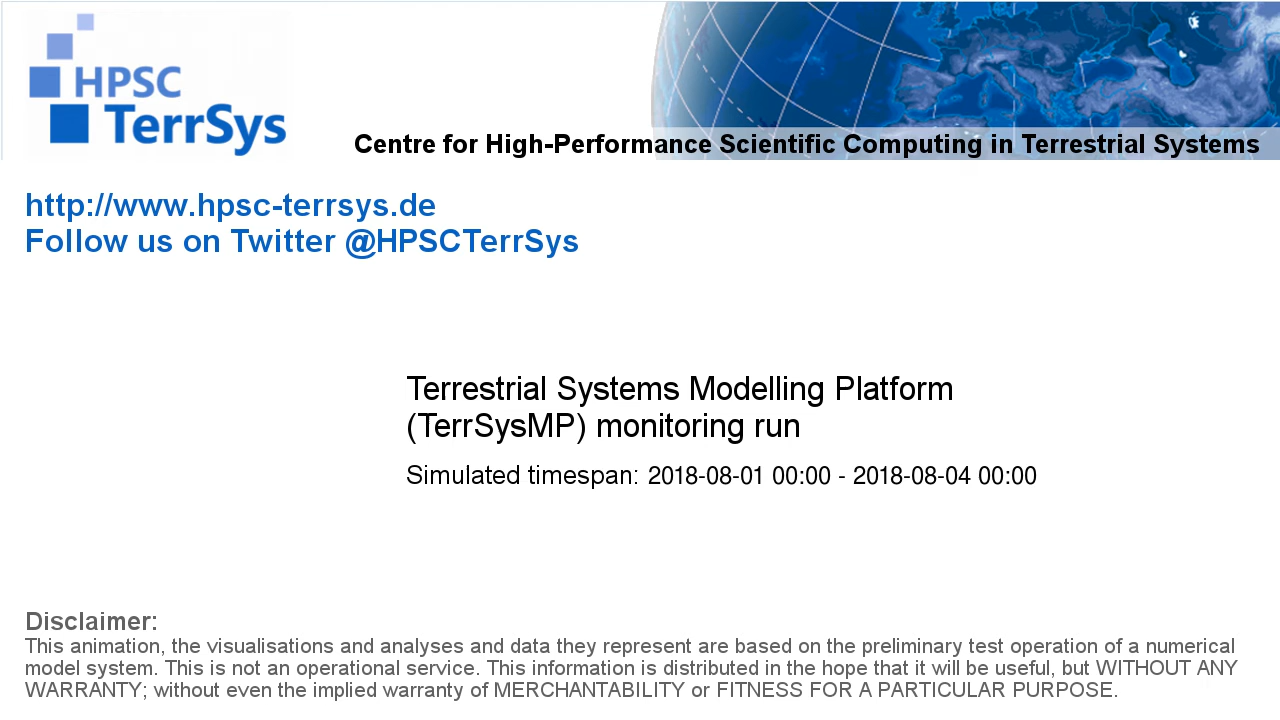 HPSC
TerrSys
Centre for High-Performance Scientific Computing in Terrestrial Systems
http://www.hpsc-terrsys.de
Follow us on Twitter @HPSCTerrSys
Terrestrial Systems Modelling Platform
(TerrSysMP) monitoring run
Simulated timespan: 2018-08-01 00:00 - 2018-08-04 00:00
Disclaimer:
This animation, the visualisations and analyses and data they represent are based on the preliminary test operation of a numerical
model system. This is not an operational service. This information is distributed in the hope that it will be useful, but WITHOUT ANY
WARRANTY; without even the implied warranty of MERCHANTABILITY or FITNESS FOR A PARTICULAR PURPOSE.